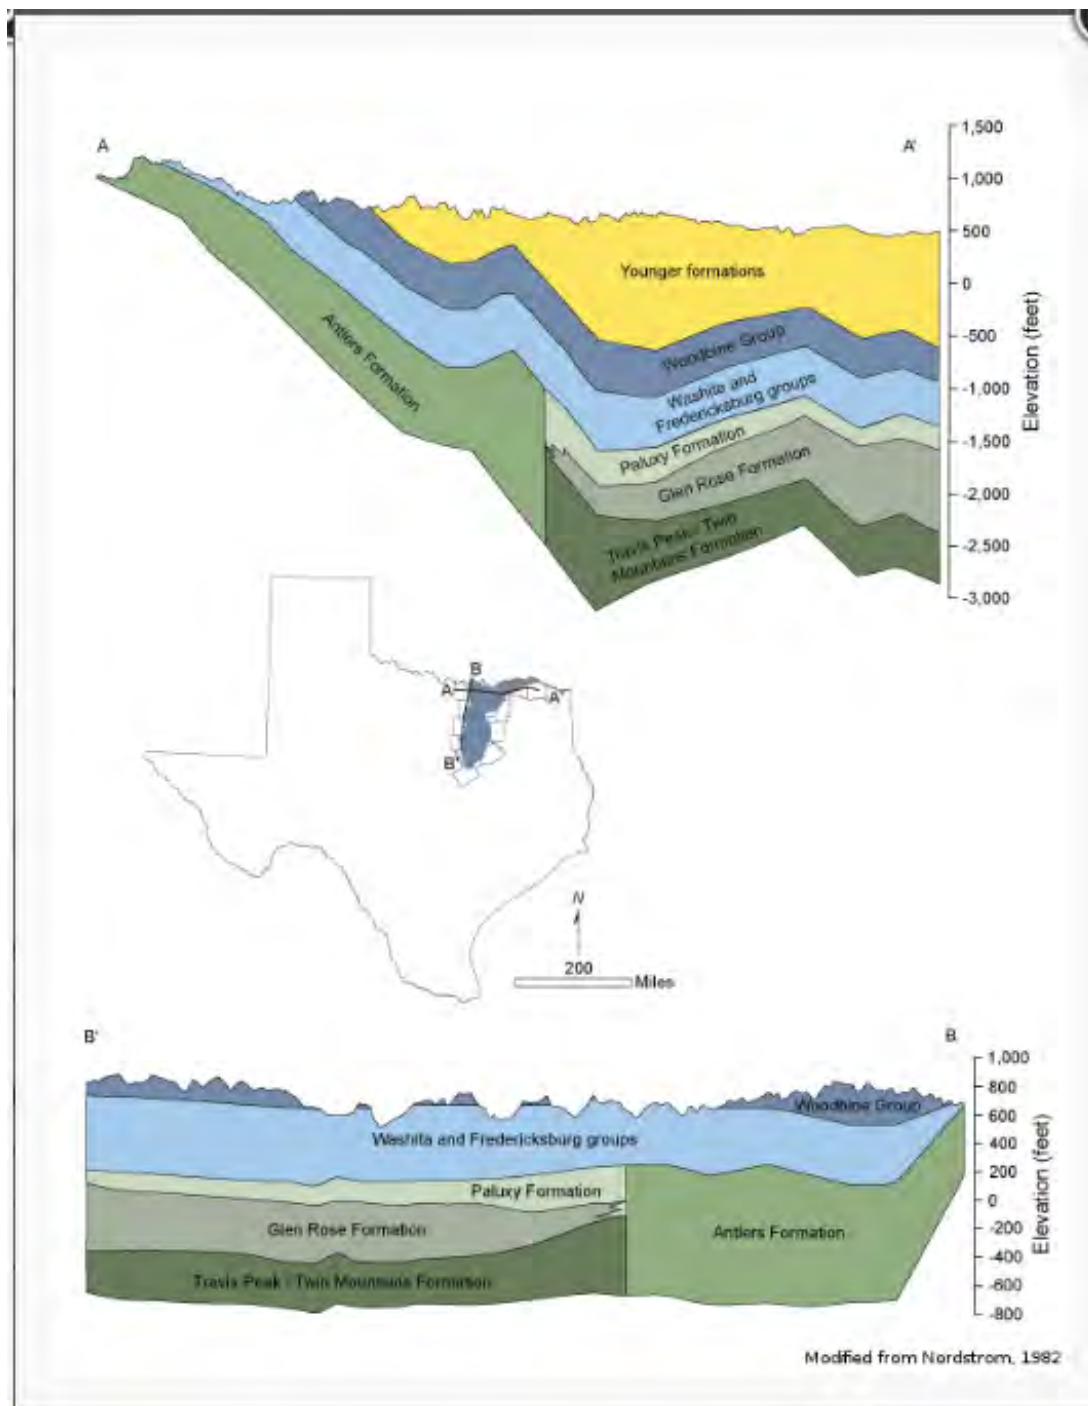 A
A'
1,500
1,000
500
0
-500
-1,000
-1,500
-2,000
-2,500
-3,000
Elevation (feet)
Younger formations
Woodbine Group
Washita and
Fredericksburg groups
Antlers Formation
Paluxy Formation
Glen Rose Formation
Travis Peak / Twin
Mountains Formation
B
A
A'
B'
N
200
Miles
B'
B
1,000
800
600
400
200
0
-200
-400
-600
-800
Elevation (feet)
Woodbine Group
Washita and Fredericksburg groups
Paluxy Formation
Glen Rose Formation
Antlers Formation
Travis Peak / Twin Mountains Formation
Modified from Nordstrom, 1982